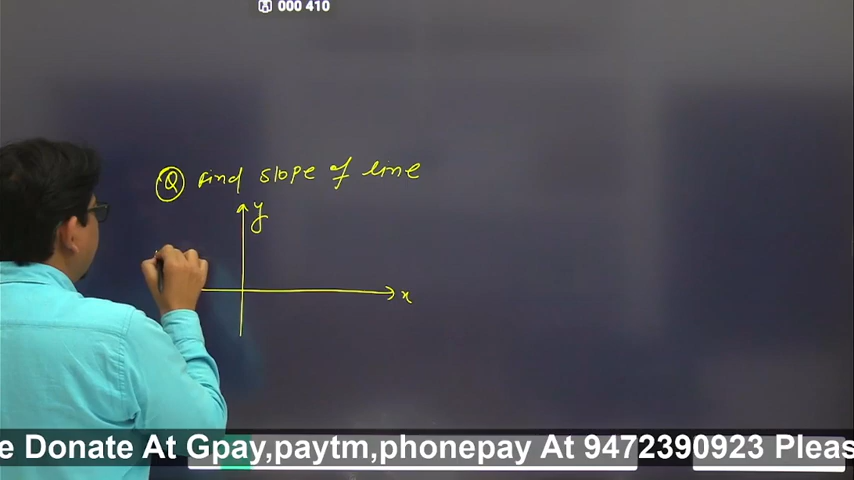 000 410
Q Find slope of line
y
x
e Donate At Gpay,paytm,phonepay At 9472390923 Pleas